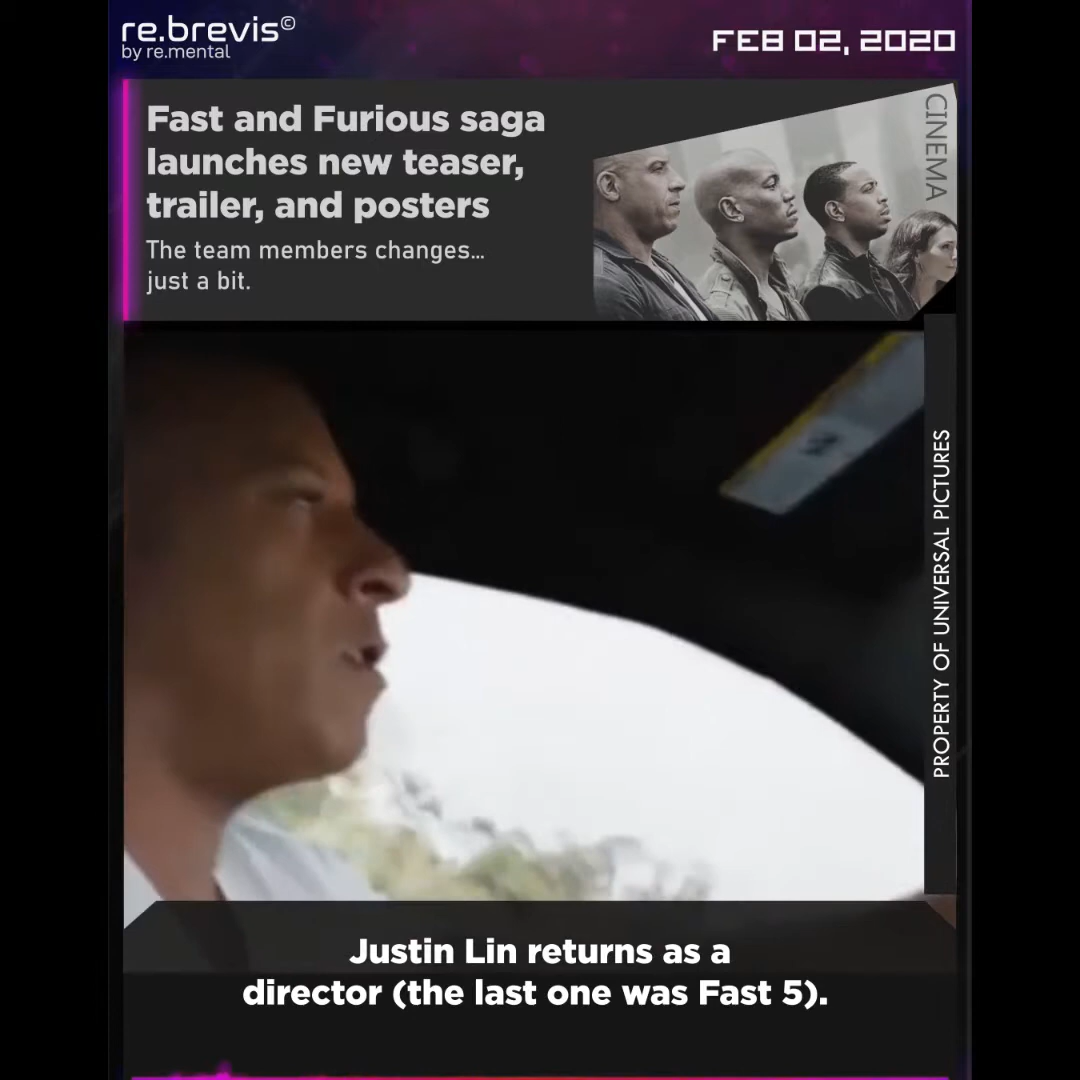 re.brevis©
by re.mental
FEB 02, 2020
Fast and Furious saga
launches new teaser,
trailer, and posters
The team members changes...
just a bit.
CINEMA
PROPERTY OF UNIVERSAL PICTURES
Justin Lin returns as a
director (the last one was Fast 5).